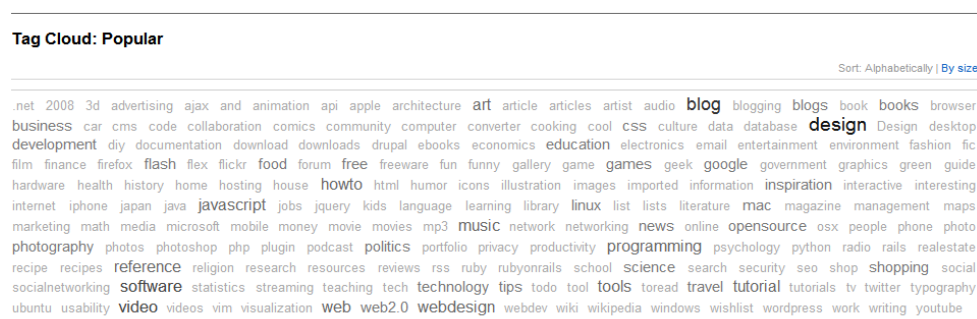 Tag Cloud: Popular
Sort: Alphabetically | By size
.net 2008 3d advertising ajax and animation api apple architecture art article articles artist audio blog blogging blogs book books browser
business car cms code collaboration comics community computer converter cooking cool css culture data database design Design desktop
development diy documentation download downloads drupal ebooks economics education electronics email entertainment environment fashion fic
film finance firefox flash flex flickr food forum free freeware fun funny gallery game games geek google government graphics green guide
hardware health history home hosting house howto html humor icons illustration images imported information inspiration interactive interesting
internet iphone japan java javascript jobs jquery kids language learning library linux list lists literature mac magazine management maps
marketing math media microsoft mobile money movie movies mp3 music network networking news online opensource osx people phone photo
photography photos photoshop php plugin podcast politics portfolio privacy productivity programming psychology python radio rails realestate
recipe recipes reference religion research resources reviews rss ruby rubyonrails school science search security seo shop shopping social
socialnetworking software statistics streaming teaching tech technology tips todo tool tools toread travel tutorial tutorials tv twitter typography
ubuntu usability video videos vim visualization web web2.0 webdesign webdev wiki wikipedia windows wishlist wordpress work writing youtube